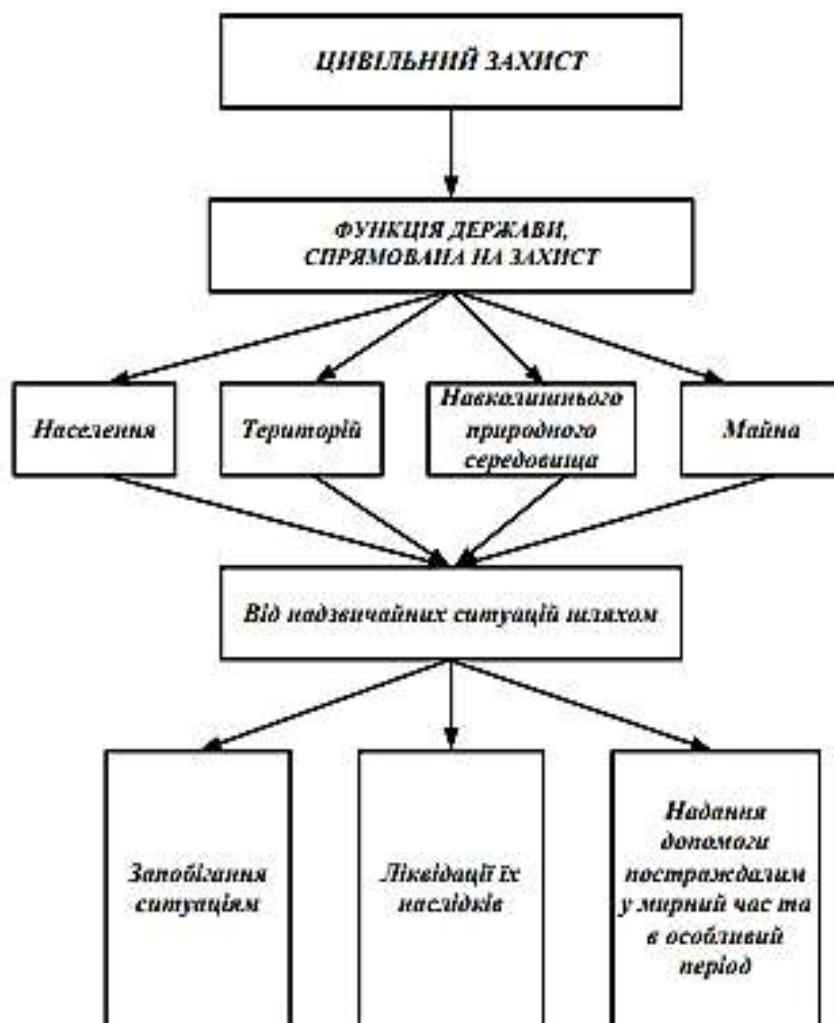 ЦИВІЛЬНИЙ ЗАХИСТ
ФУНКЦІЯ ДЕРЖАВИ,
СПРЯМОВАНА НА ЗАХИСТ
Населення
Територій
Навколишнього
природного
середовища
Майна
Від надзвичайних ситуацій шляхом
Запобігання
ситуаціям
Ліквідації їх
наслідків
Надання
допомоги
постраждалим
у мирний час та
в особливий
період